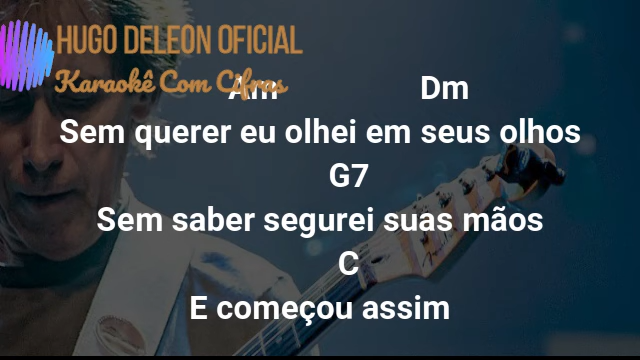 HUGO DELEON OFICIAL
Karaokê Com Cifras
Am Dm
Sem querer eu olhei em seus olhos
G7
Sem saber segurei suas mãos
C
E começou assim